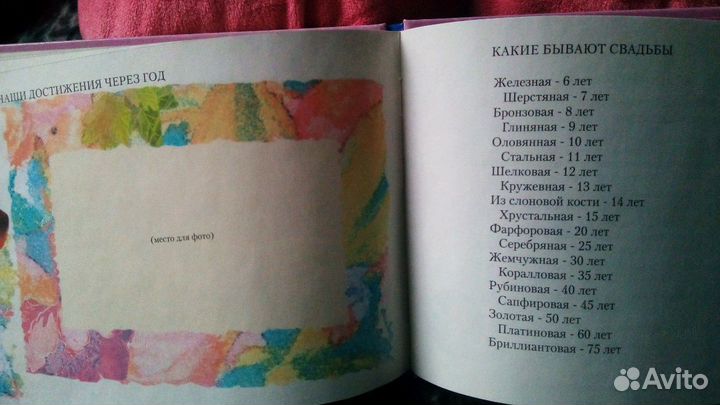 НАШИ ДОСТИЖЕНИЯ ЧЕРЕЗ ГОД
(место для фото)
КАКИЕ БЫВАЮТ СВАДЬБЫ
Железная - 6 лет
Шерстяная - 7 лет
Бронзовая - 8 лет
Глиняная - 9 лет
Оловянная - 10 лет
Стальная - 11 лет
Шелковая - 12 лет
Кружевная - 13 лет
Из слоновой кости - 14 лет
Хрустальная - 15 лет
Фарфоровая - 20 лет
Серебряная - 25 лет
Жемчужная - 30 лет
Коралловая - 35 лет
Рубиновая - 40 лет
Сапфировая - 45 лет
Золотая - 50 лет
Платиновая - 60 лет
Бриллиантовая - 75 лет
Avito